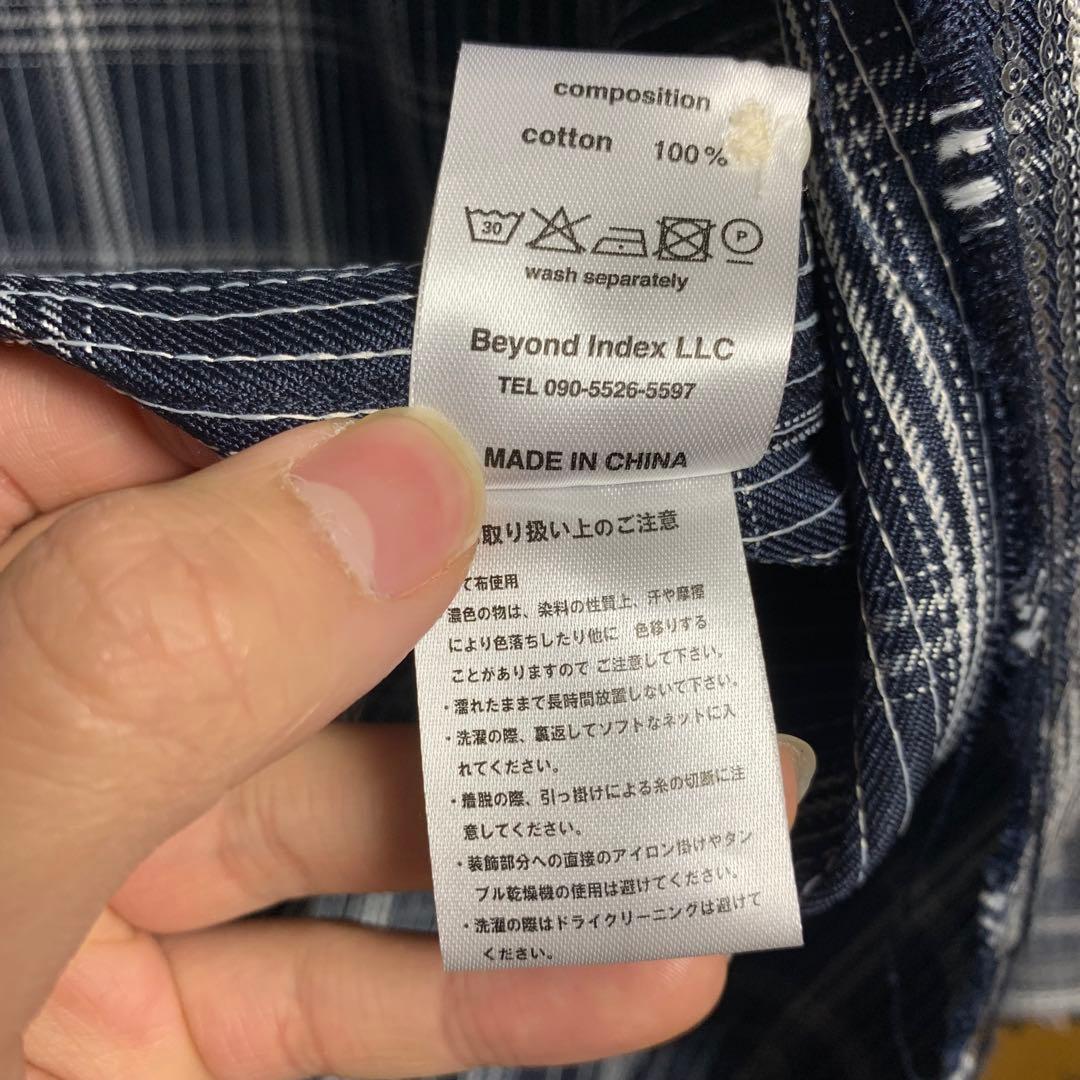 composition
cotton 100%
30
P
wash separately
Beyond Index LLC
TEL 090-5526-5597
MADE IN CHINA
取り扱い上のご注意
て布使用
濃色の物は、染料の性質上、汗や摩擦
により色落ちしたり他に 色移りする
ことがありますので ご注意して下さい。
・濡れたままで長時間放置しないで下さい。
・洗濯の際、裏返してソフトなネットに入
れてください。
・着脱の際、引っ掛けによる糸の切断に注
意してください。
・装飾部分への直接のアイロン掛けやタン
ブル乾燥機の使用は避けてください。
・洗濯の際はドライクリーニングは避けて
ください。